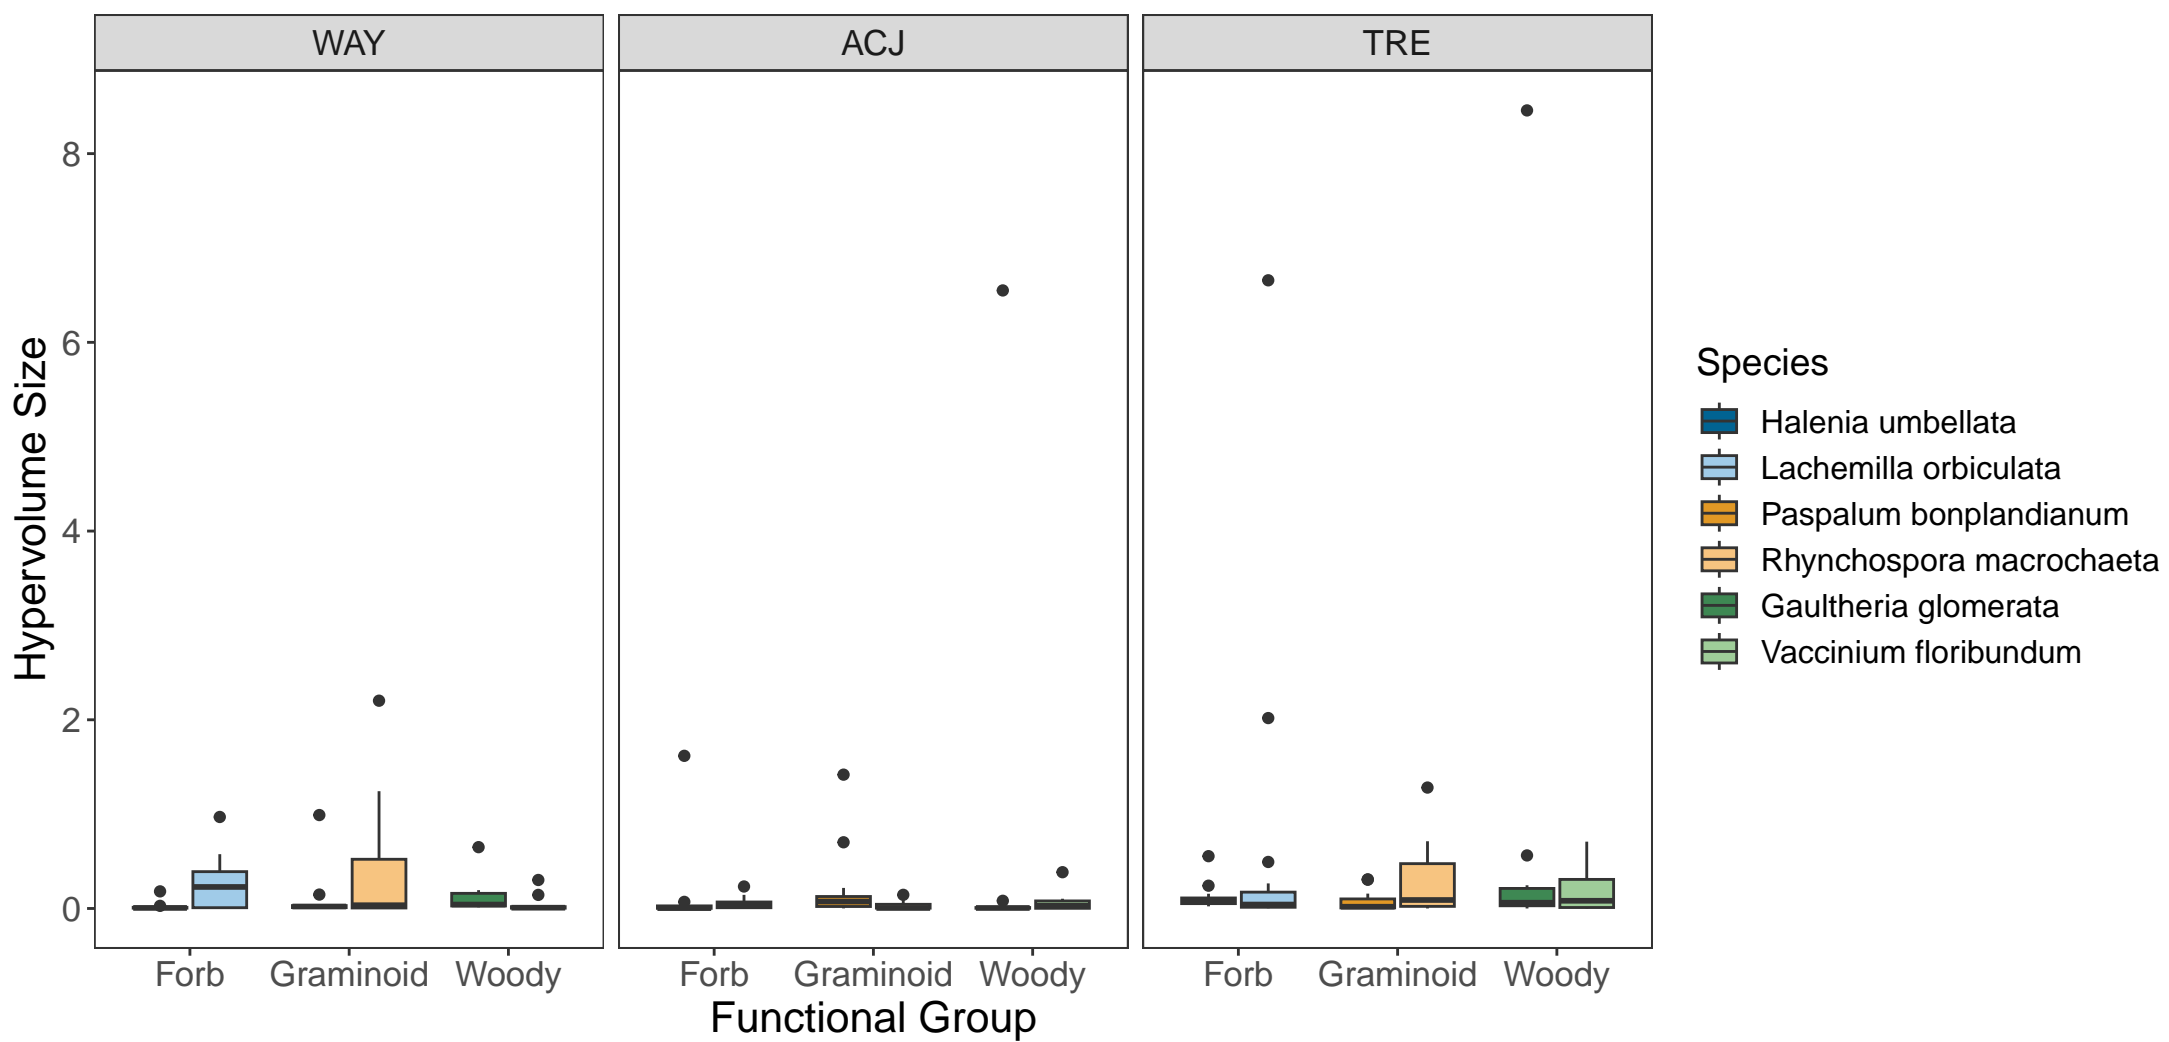 WAY
ACJ
TRE
Hypervolume Size
8
6
4
2
0
Forb Graminoid Woody
Forb Graminoid Woody
Forb Graminoid Woody
Functional Group
Species
Halenia umbellata
Lachemilla orbiculata
Paspalum bonplandianum
Rhynchospora macrochaeta
Gaultheria glomerata
Vaccinium floribundum